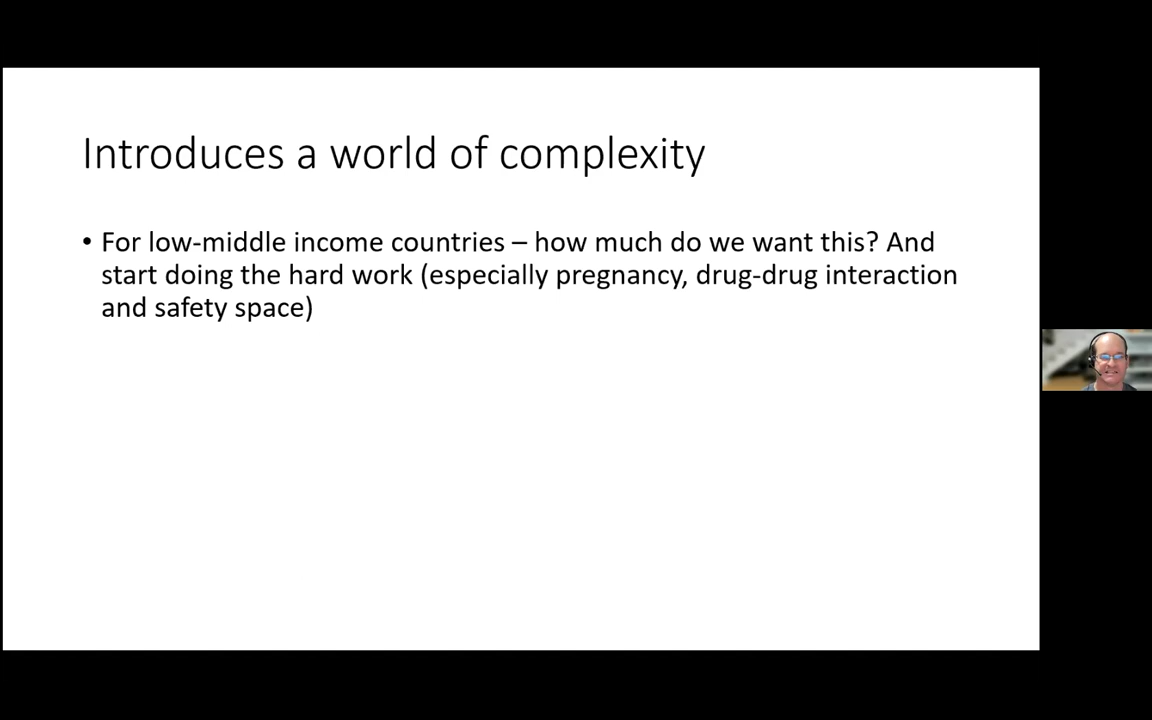 Introduces a world of complexity
• For low-middle income countries – how much do we want this? And
start doing the hard work (especially pregnancy, drug-drug interaction
and safety space)